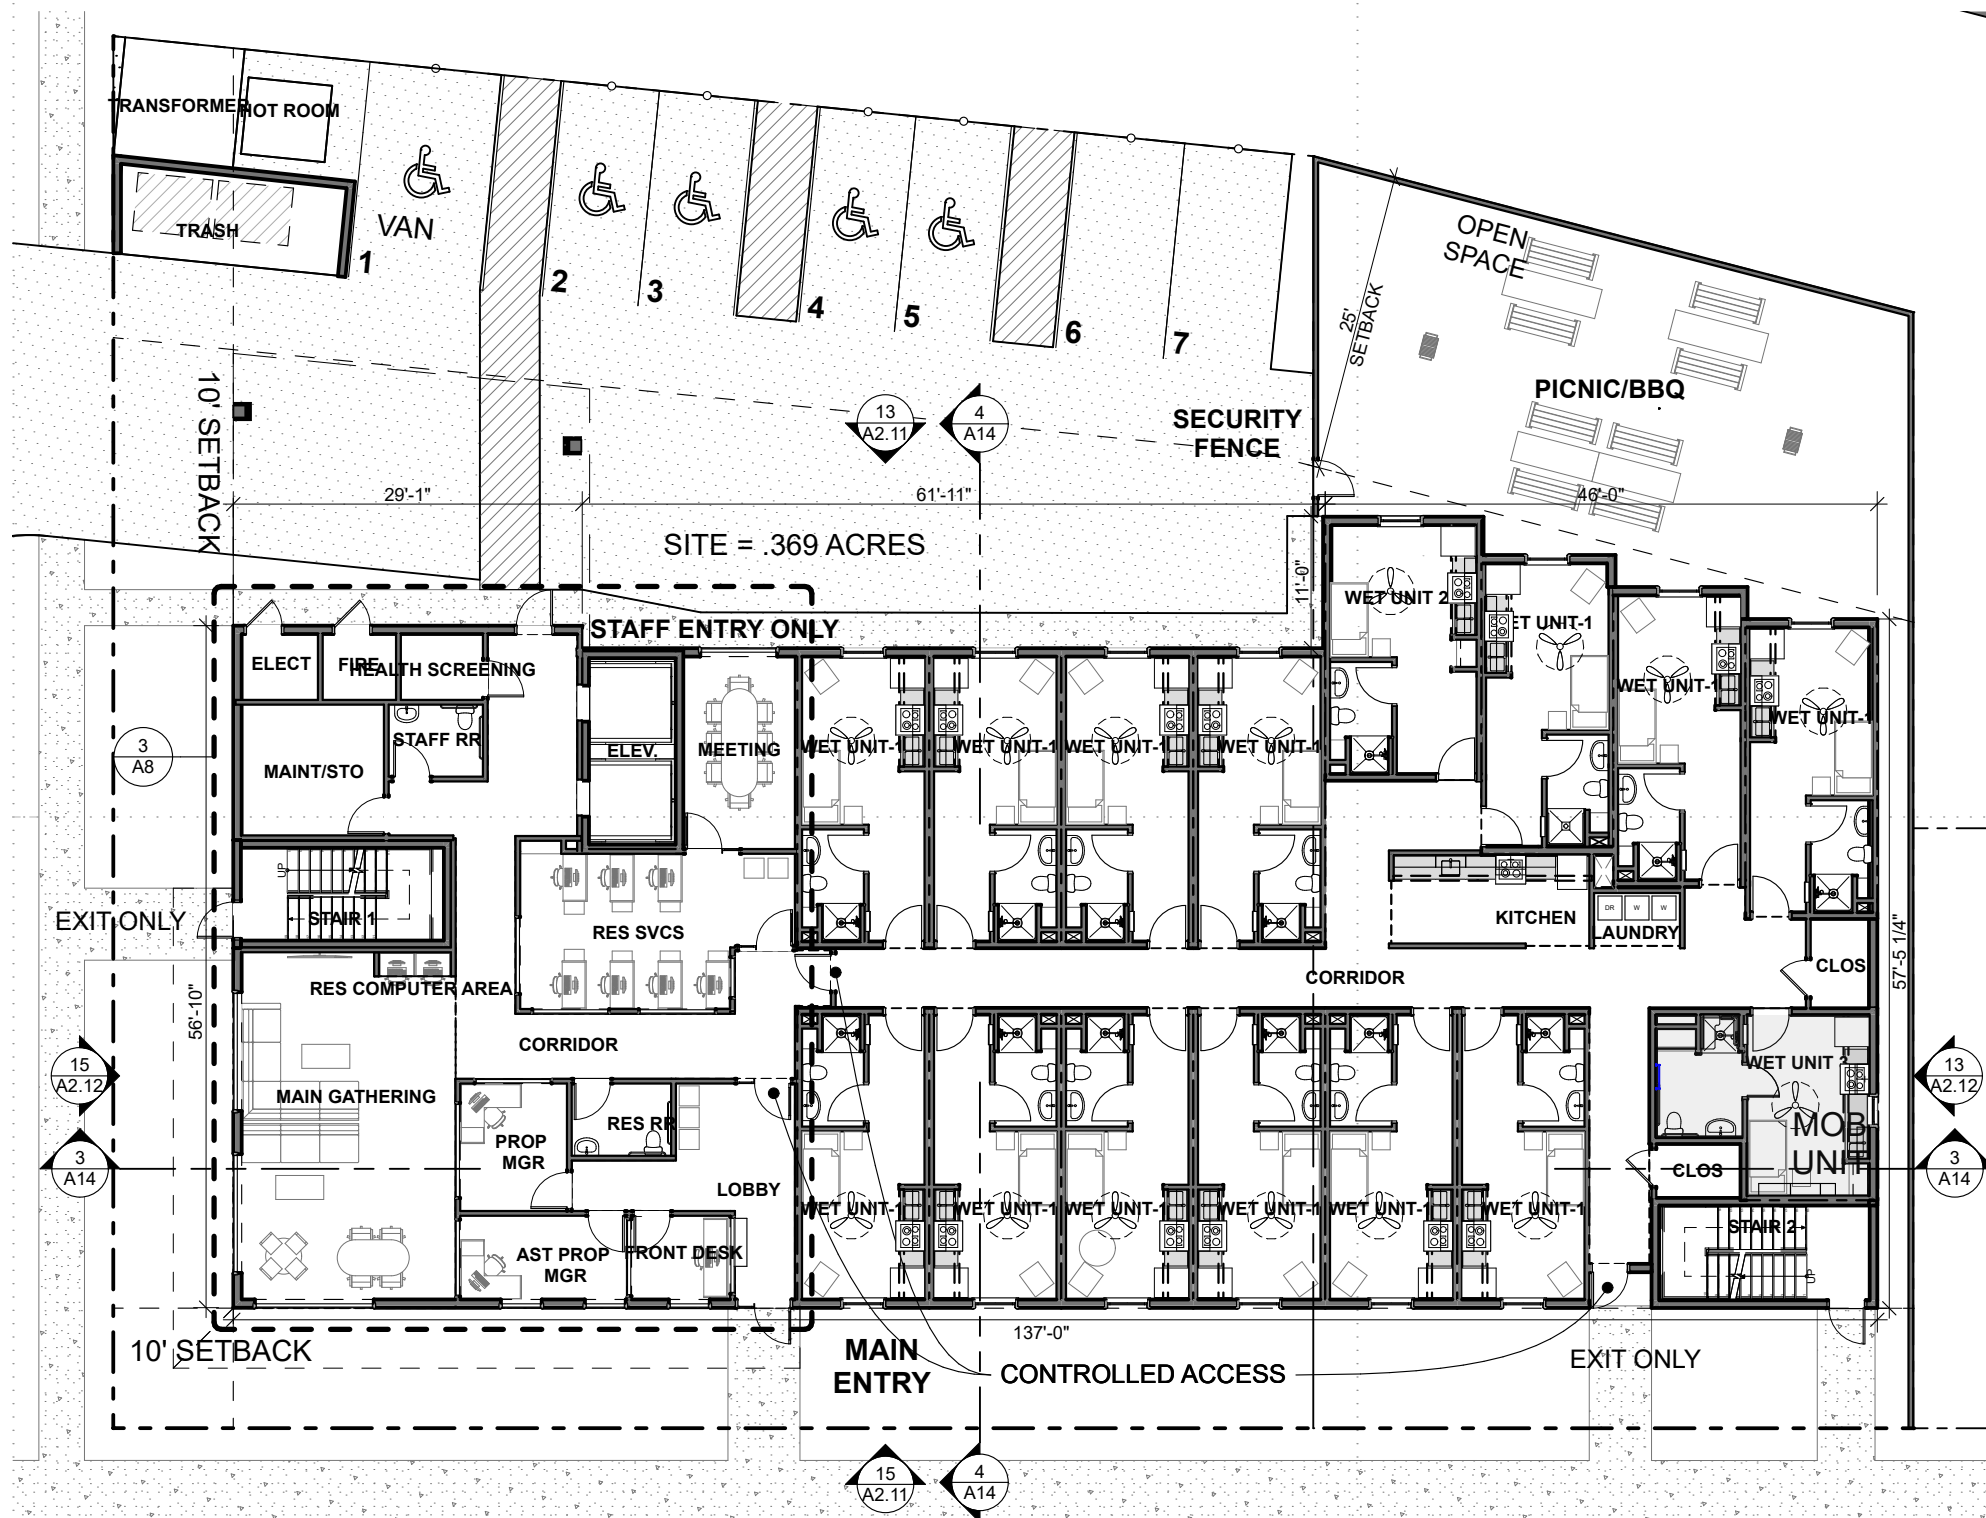 TRANSFORMER
HOT ROOM
TRASH
VAN
1
2
3
4
5
6
7
OPEN
SPACE
25'
SETBACK
PICNIC/BBQ
10' SETBACK
13
A2.11
4
A14
SECURITY
FENCE
29'-1"
61'-11"
46'-0"
SITE = .369 ACRES
11'-0"
STAFF ENTRY ONLY
ELECT
FIRE
HEALTH SCREENING
STAFF RR
MAINT/STO
ELEV.
MEETING
WET UNIT-1
WET UNIT-1
WET UNIT-1
WET UNIT-1
WET UNIT 2
ET UNIT-1
WET UNIT-1
WET UNIT-1
3
A8
UP
STAIR 1
EXIT ONLY
RES SVCS
KITCHEN
DR
W
W
LAUNDRY
CLOS
57'-5 1/4"
RES COMPUTER AREA
CORRIDOR
56'-10"
CORRIDOR
15
A2.12
MAIN GATHERING
PROP
MGR
RES RR
LOBBY
WET UNIT 3
MOB
UNIT
13
A2.12
3
A14
3
A14
CLOS
WET UNIT-1
WET UNIT-1
WET UNIT-1
WET UNIT-1
WET UNIT-1
WET UNIT-1
AST PROP
MGR
FRONT DESK
STAIR 2
UP
10' SETBACK
137'-0"
MAIN
ENTRY
CONTROLLED ACCESS
EXIT ONLY
15
A2.11
4
A14